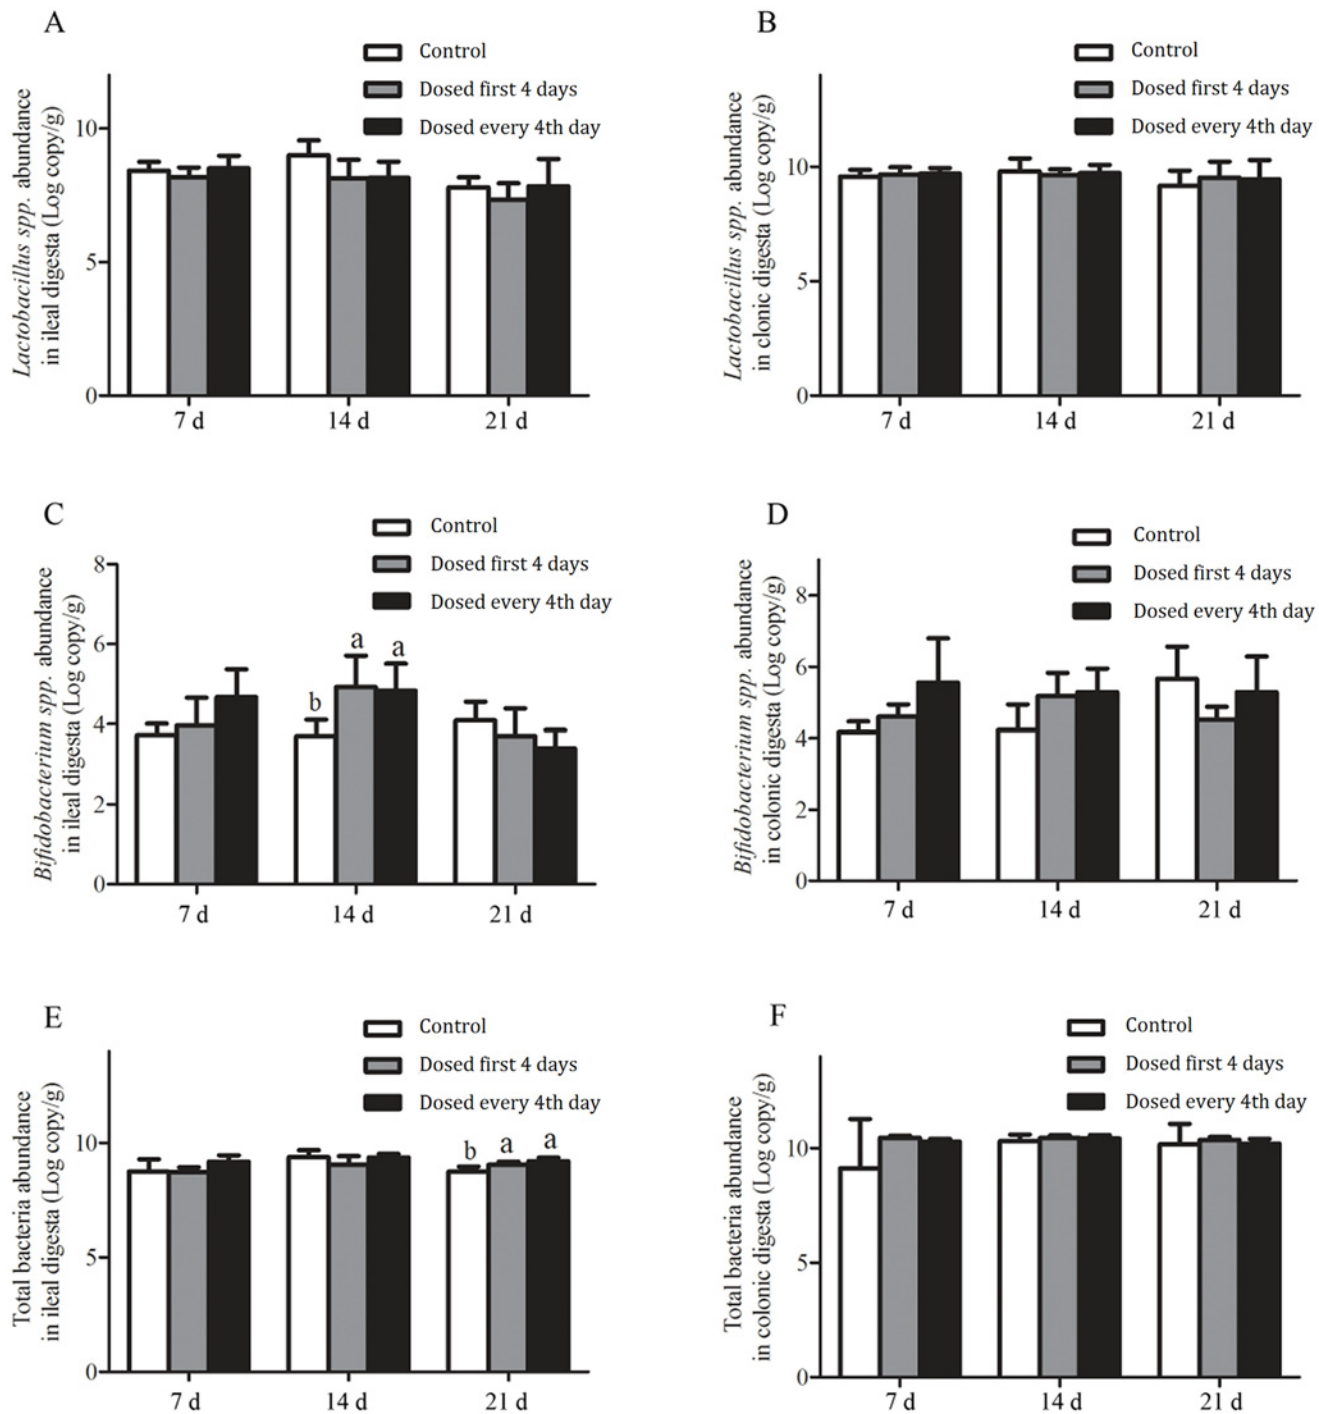 A
Control
Dosed first 4 days
Dosed every 4th day
Lactobacillus spp. abundance
in ileal digesta (Log copy/g)
10
5
0
7 d
14 d
21 d
B
Control
Dosed first 4 days
Dosed every 4th day
Lactobacillus spp. abundance
in clonic digesta (Log copy/g)
10
5
0
7 d
14 d
21 d
C
Control
Dosed first 4 days
Dosed every 4th day
Bifidobacterium spp. abundance
in ileal digesta (Log copy/g)
8
6
4
2
0
b
a
a
7 d
14 d
21 d
D
Control
Dosed first 4 days
Dosed every 4th day
Bifidobacterium spp. abundance
in colonic digesta (Log copy/g)
8
6
4
2
0
7 d
14 d
21 d
E
Control
Dosed first 4 days
Dosed every 4th day
Total bacteria abundance
in ileal digesta (Log copy/g)
10
5
0
b
a
a
7 d
14 d
21 d
F
Control
Dosed first 4 days
Dosed every 4th day
Total bacteria abundance
in colonic digesta (Log copy/g)
10
5
0
7 d
14 d
21 d